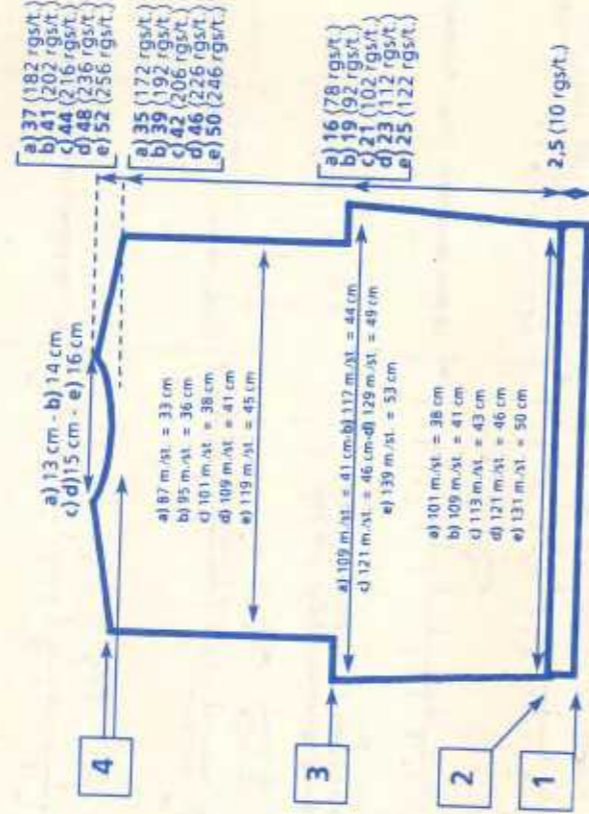 a) 37 (182 rgs/t.)
b) 41 (202 rgs/t.)
c) 44 (216 rgs/t.)
d) 48 (236 rgs/t.)
e) 52 (256 rgs/t.)
a) 35 (172 rgs/t.)
b) 39 (192 rgs/t.)
c) 42 (206 rgs/t.)
d) 46 (226 rgs/t.)
e) 50 (246 rgs/t.)
a) 16 (78 rgs/t.)
b) 19 (92 rgs/t.)
c) 21 (102 rgs/t.)
d) 23 (112 rgs/t.)
e) 25 (122 rgs/t.)
2,5 (10 rgs/t.)
a) 13 cm - b) 14 cm
c) d) 15 cm - e) 16 cm
a) 87 m./st. = 33 cm
b) 95 m./st. = 36 cm
c) 101 m./st. = 38 cm
d) 109 m./st. = 41 cm
e) 119 m./st. = 45 cm
a) 109 m./st. = 41 cm-b) 117 m./st. = 44 cm
c) 121 m./st. = 46 cm-d) 129 m./st. = 49 cm
e) 139 m./st. = 53 cm
a) 101 m./st. = 38 cm
b) 109 m./st. = 41 cm
c) 113 m./st. = 43 cm
d) 121 m./st. = 46 cm
e) 131 m./st. = 50 cm
4
3
2
1